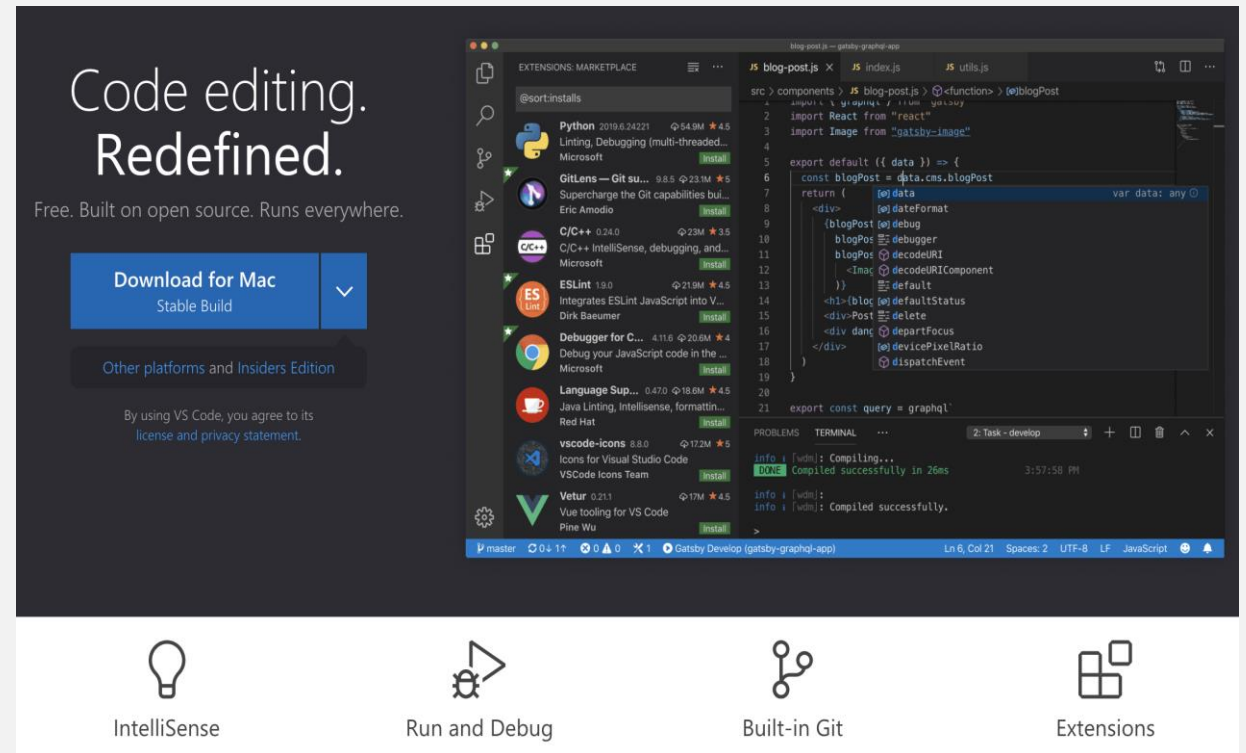 Code editing.
Redefined.
Free. Built on open source. Runs everywhere.
Download for Mac
Stable Build
Other platforms and Insiders Edition
By using VS Code, you agree to its
license and privacy statement.
blog-post.js — gatsby-graphql-app
EXTENSIONS: MARKETPLACE
@sort:installs
Python 2019.6.24221 54.9M ★4.5
Linting, Debugging (multi-threaded...
Microsoft Install
GitLens — Git su... 9.8.5 23.1M ★5
Supercharge the Git capabilities bui...
Eric Amodio Install
C/C++ 0.24.0 23M ★3.5
C/C++
C/C++ IntelliSense, debugging, and...
Microsoft Install
ESLint 1.9.0 21.9M ★4.5
ES
Lint
Integrates ESLint JavaScript into V...
Dirk Baeumer Install
Debugger for C... 4.11.6 20.6M ★4
Debug your JavaScript code in the ...
Microsoft Install
Language Sup... 0.47.0 18.6M ★4.5
Java Linting, Intellisense, formattin...
Red Hat Install
vscode-icons 8.8.0 17.2M ★5
Icons for Visual Studio Code
VSCode Icons Team Install
Vetur 0.21.1 17M ★4.5
Vue tooling for VS Code
Pine Wu Install
JS blog-post.js × JS index.js JS utils.js
src > components > JS blog-post.js > <function> > blogPost
1 import { graphql } from "gatsby"
2 import React from "react"
3 import Image from "gatsby-image"
4
5 export default ({ data }) => {
6 const blogPost = data.cms.blogPost
7 return (
8 <div>
9 {blogPost
10 blogPos
11 blogPos
12 <Imag
13 )}
14 <h1>{blog
15 <div>Post
16 <div dang
17 </div>
18 )
19 }
20
21 export const query = graphql`
data var data: any
dateFormat
debug
debugger
decodeURI
decodeURIComponent
default
defaultStatus
delete
departFocus
devicePixelRatio
dispatchEvent
PROBLEMS TERMINAL ... 2: Task - develop
info : [wdm]: Compiling...
DONE Compiled successfully in 26ms 3:57:58 PM
info : [wdm]:
info : [wdm]: Compiled successfully.
>
master 0↓ 1↑ 0 0 1 Gatsby Develop (gatsby-graphql-app) Ln 6, Col 21 Spaces: 2 UTF-8 LF JavaScript
IntelliSense
Run and Debug
Built-in Git
Extensions